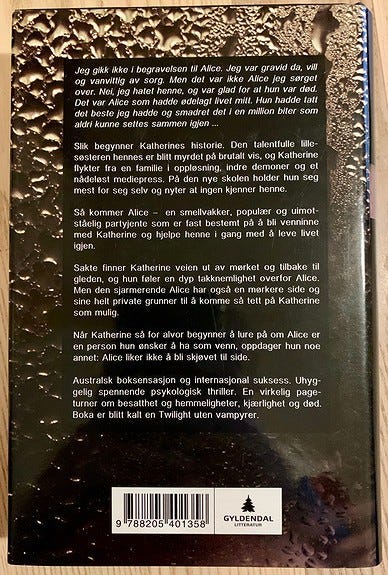 Jeg gikk ikke i begravelsen til Alice. Jeg var gravid da, vill
og vanvittig av sorg. Men det var ikke Alice jeg sørget
over. Nei, jeg hatet henne, og var glad for at hun var død.
Det var Alice som hadde ødelagt livet mitt. Hun hadde tatt
det beste jeg hadde og smadret det i en million biter som
aldri kunne settes sammen igjen ...
Slik begynner Katherines historie. Den talentfulle lille-
søsteren hennes er blitt myrdet på brutalt vis, og Katherine
flykter fra en familie i oppløsning, indre demoner og et
nådeløst mediepress. På den nye skolen holder hun seg
mest for seg selv og nyter at ingen kjenner henne.
Så kommer Alice – en smellvakker, populær og uimot-
ståelig partyjente som er fast bestemt på å bli venninne
med Katherine og hjelpe henne i gang med å leve livet
igjen.
Sakte finner Katherine veien ut av mørket og tilbake til
gleden, og hun føler en dyp takknemlighet overfor Alice.
Men den sjarmerende Alice har også en mørkere side og
sine helt private grunner til å komme så tett på Katherine
som mulig.
Når Katherine så for alvor begynner å lure på om Alice er
en person hun ønsker å ha som venn, oppdager hun noe
annet: Alice liker ikke å bli skjøvet til side.
Australsk boksensasjon og internasjonal suksess. Uhyg-
gelig spennende psykologisk thriller. En virkelig page-
turner om besatthet og hemmeligheter, kjærlighet og død.
Boka er blitt kalt en Twilight uten vampyrer.
9 788205 401358
GYLDENDAL
LITTERATUR